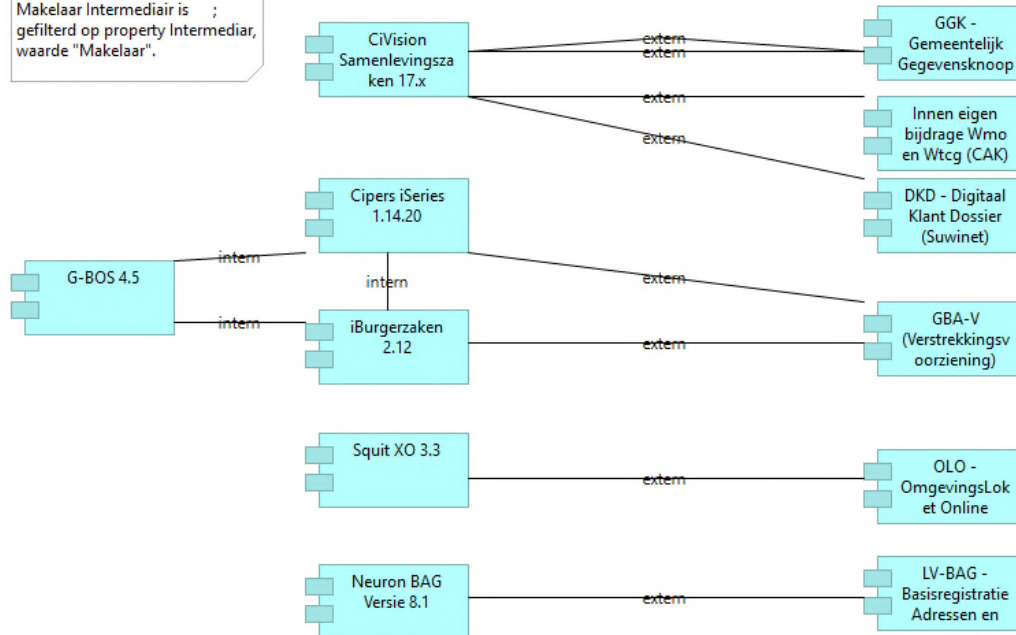 Makelaar Intermediair is ;
gefilterd op property Intermediar,
waarde "Makelaar".
CiVision
Samenlevingsza
ken 17.x
extern
extern
GGK -
Gemeentelijk
Gegevensknoop
extern
Innen eigen
bijdrage Wmo
en Wtcg (CAK)
extern
DKD - Digitaal
Klant Dossier
(Suwinet)
Cipers iSeries
1.14.20
intern
G-BOS 4.5
intern
extern
intern
iBurgerzaken
2.12
extern
GBA-V
(Verstrekkingsv
oorziening)
Squit XO 3.3
extern
OLO -
OmgevingsLok
et Online
Neuron BAG
Versie 8.1
extern
LV-BAG -
Basisregistratie
Adressen en